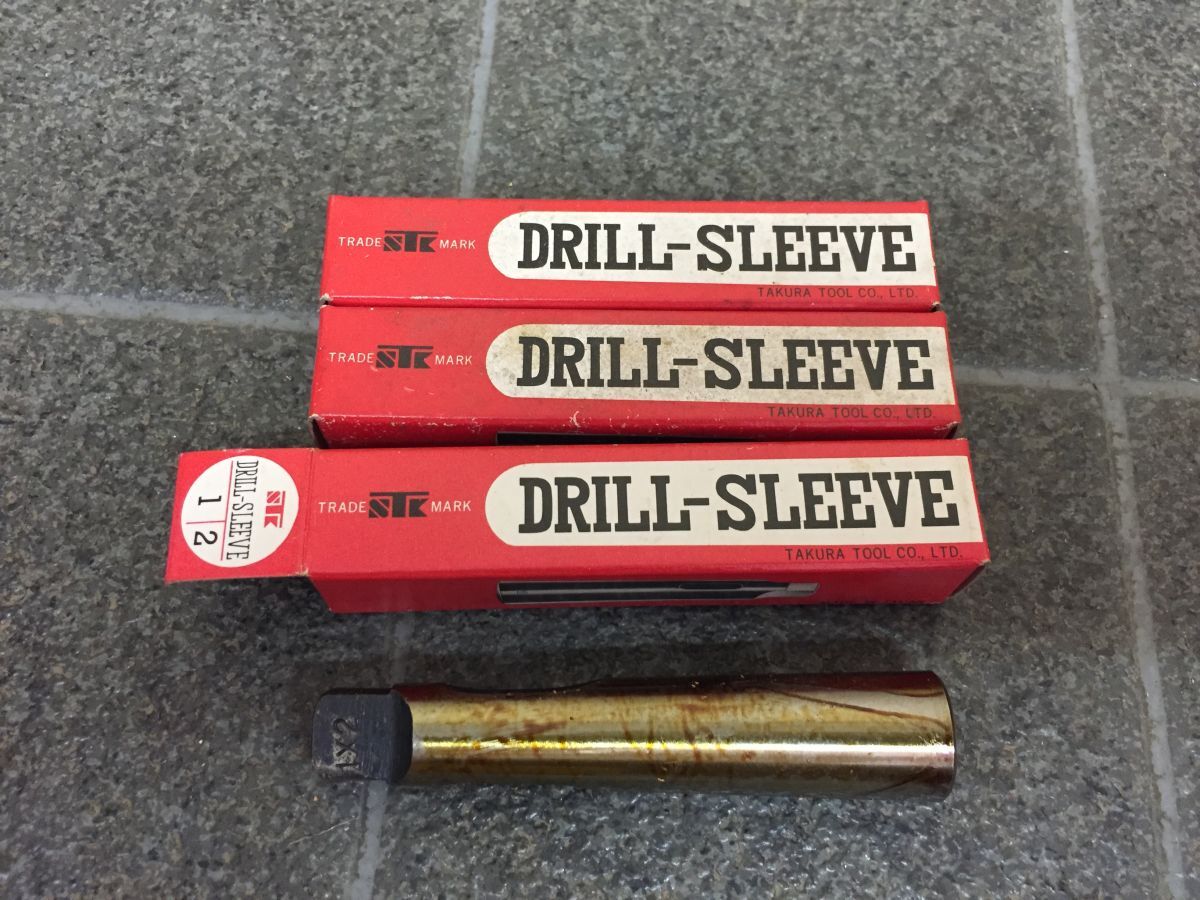 TRADE STK MARK DRILL-SLEEVE
TAKURA TOOL CO., LTD.
TRADE STK MARK DRILL-SLEEVE
TAKURA TOOL CO., LTD.
STK
DRILL-SLEEVE
1 2
TRADE STK MARK DRILL-SLEEVE
TAKURA TOOL CO., LTD.
1X2